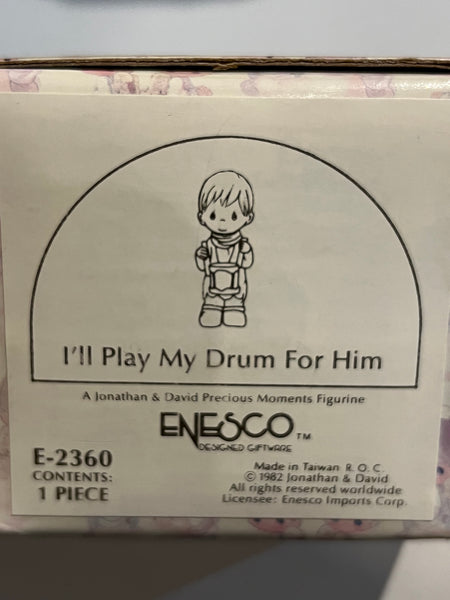 I'll Play My Drum For Him
A Jonathan & David Precious Moments Figurine
ENESCO TM
DESIGNED GIFTWARE
E-2360
CONTENTS:
1 PIECE
Made in Taiwan R.O.C.
© 1982 Jonathan & David
All rights reserved worldwide
Licensee: Enesco Imports Corp.